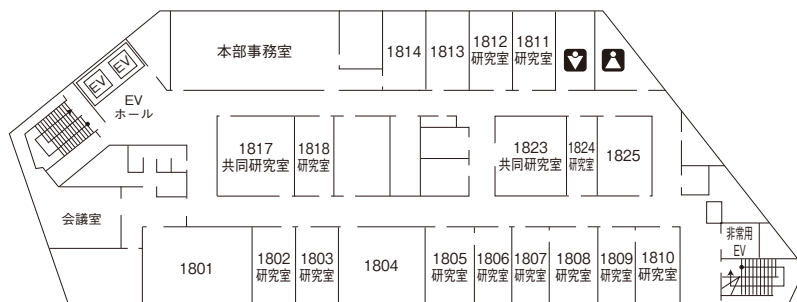 本部事務室
1814
1813
1812
研究室
1811
研究室
EV
EV
EV
ホール
1817
共同研究室
1818
研究室
1823
共同研究室
1824
研究室
1825
会議室
非常用
EV
1801
1802
研究室
1803
研究室
1804
1805
研究室
1806
研究室
1807
研究室
1808
研究室
1809
研究室
1810
研究室